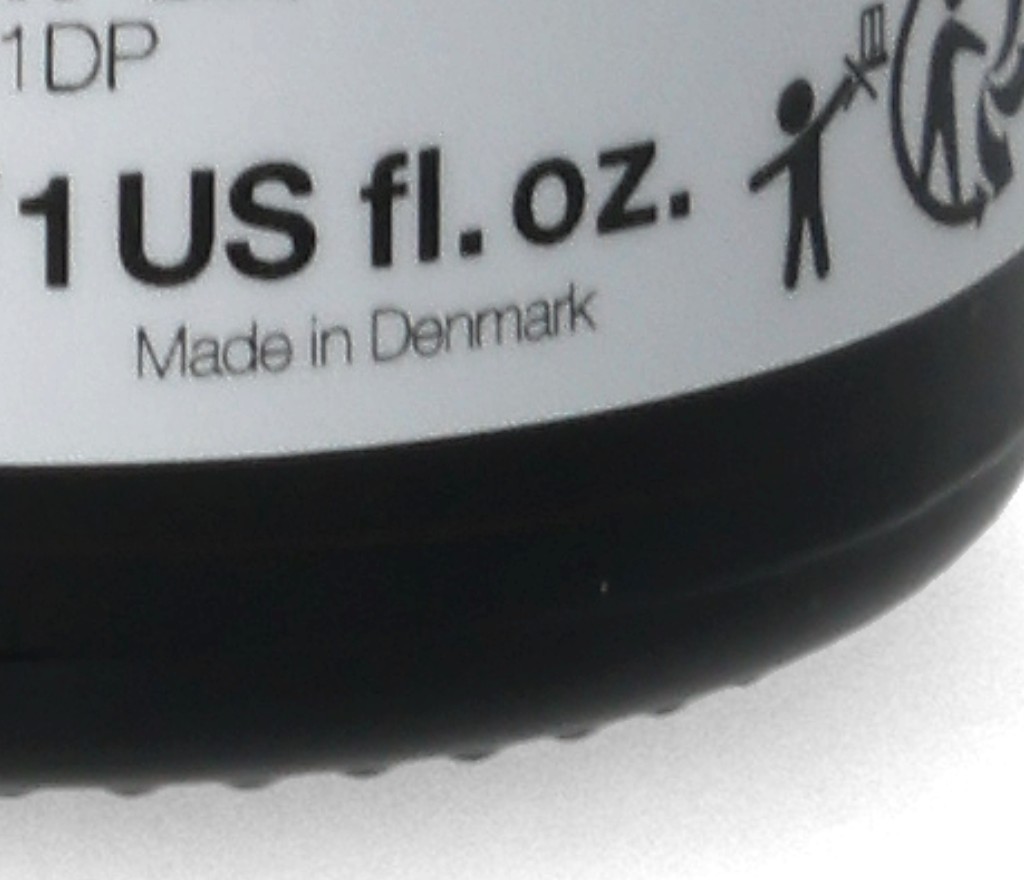 1DP
1 US fl. oz.
Made in Denmark